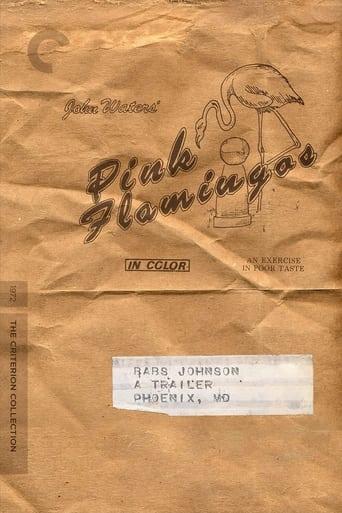 John Waters'
Pink
Flamingos
IN COLOR
AN EXERCISE
IN POOR TASTE
1972
THE CRITERION COLLECTION
BABS JOHNSON
A TRAILER
PHOENIX, MD